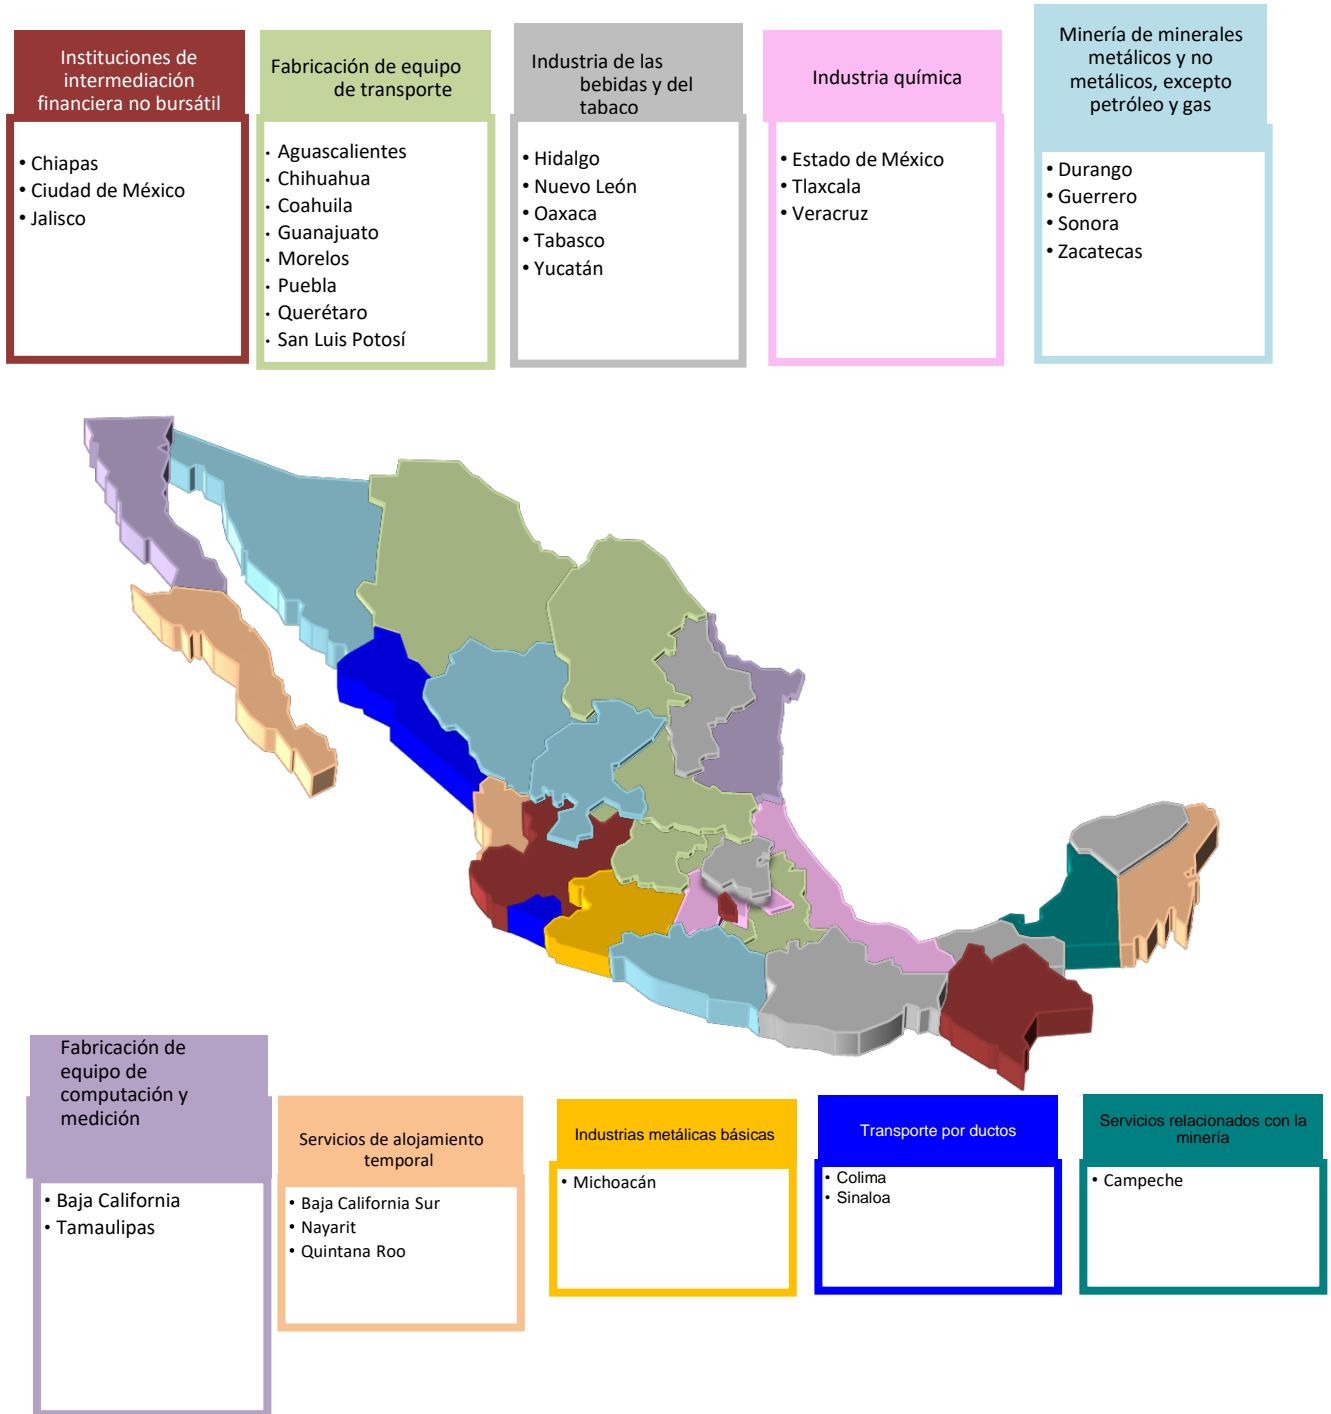 Instituciones de
intermediación
financiera no bursátil
• Chiapas
• Ciudad de México
• Jalisco
Fabricación de equipo
de transporte
• Aguascalientes
• Chihuahua
• Coahuila
• Guanajuato
• Morelos
• Puebla
• Querétaro
• San Luis Potosí
Industria de las
bebidas y del
tabaco
• Hidalgo
• Nuevo León
• Oaxaca
• Tabasco
• Yucatán
Industria química
• Estado de México
• Tlaxcala
• Veracruz
Minería de minerales
metálicos y no
metálicos, excepto
petróleo y gas
• Durango
• Guerrero
• Sonora
• Zacatecas
Fabricación de
equipo de
computación y
medición
• Baja California
• Tamaulipas
Servicios de alojamiento
temporal
• Baja California Sur
• Nayarit
• Quintana Roo
Industrias metálicas básicas
• Michoacán
Transporte por ductos
• Colima
• Sinaloa
Servicios relacionados con la
minería
• Campeche